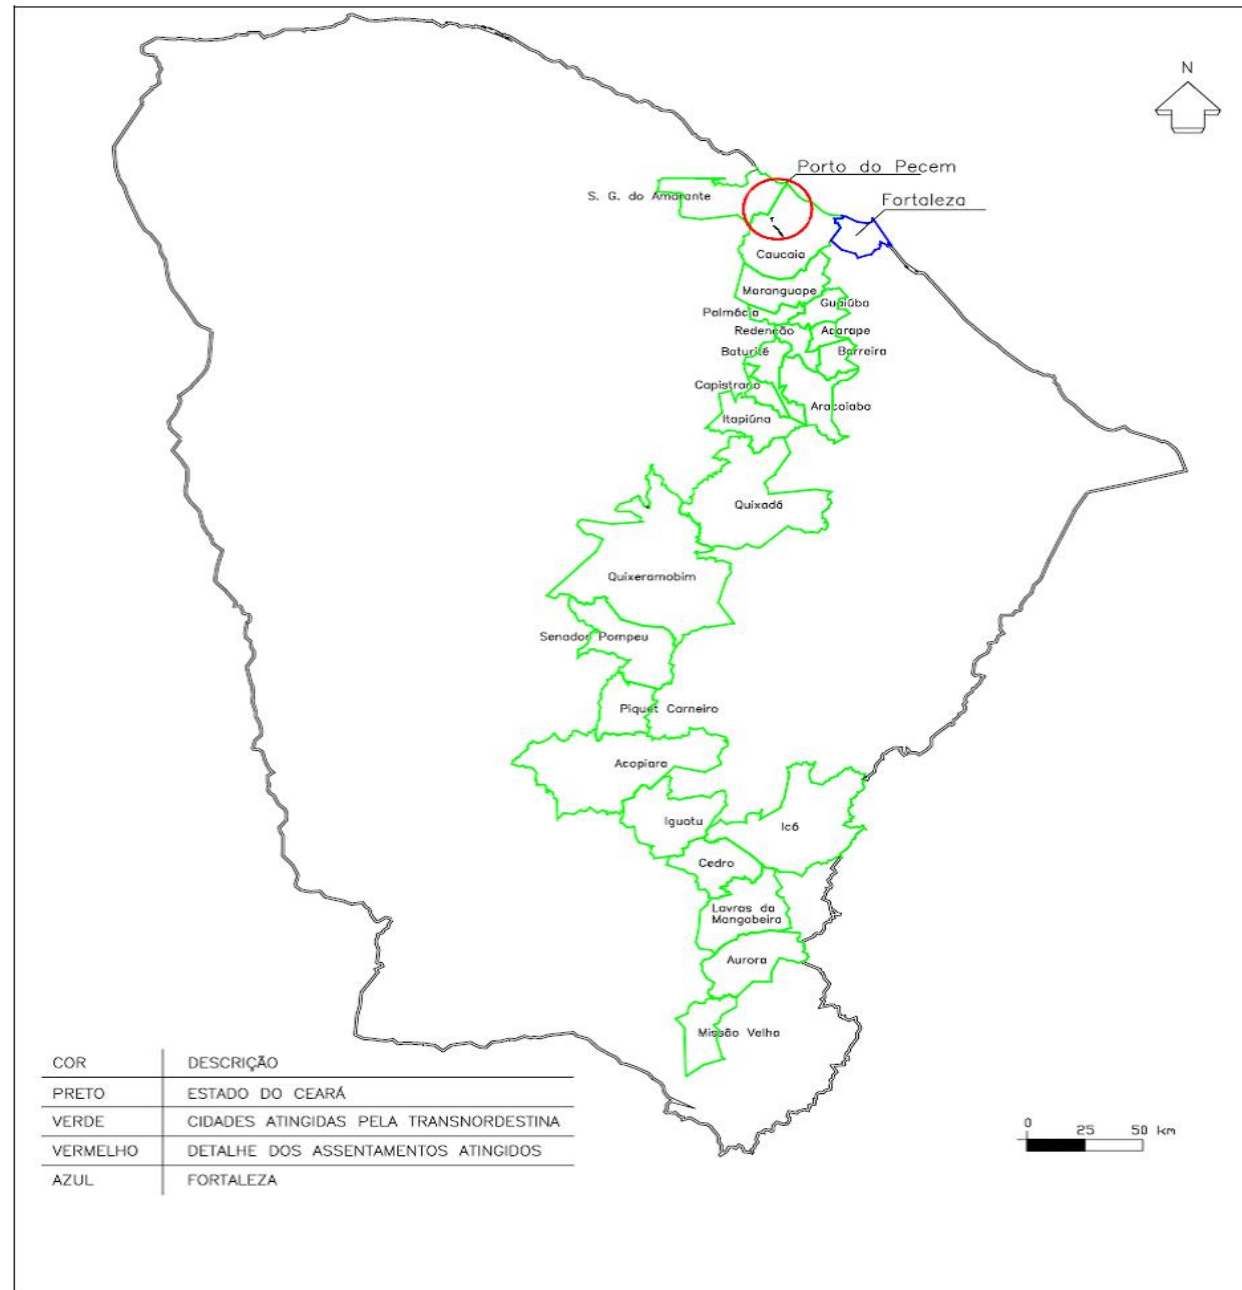 N
Porto do Pecem
S. G. do Amarante
Fortaleza
Caucaia
Maranguape
Guaiúba
Palmácia
Redenção
Acarape
Baturité
Barreira
Capistrano
Aracoiaba
Itapiúna
Quixadá
Quixeramobim
Senador Pompeu
Piquet Carneiro
Acopiara
Iguatu
Icó
Cedro
Lavras da
Mangabeira
Aurora
Missão Velha
COR DESCRIÇÃO
PRETO ESTADO DO CEARÁ
VERDE CIDADES ATINGIDAS PELA TRANSNORDESTINA
VERMELHO DETALHE DOS ASSENTAMENTOS ATINGIDOS
AZUL FORTALEZA
0 25 50 km